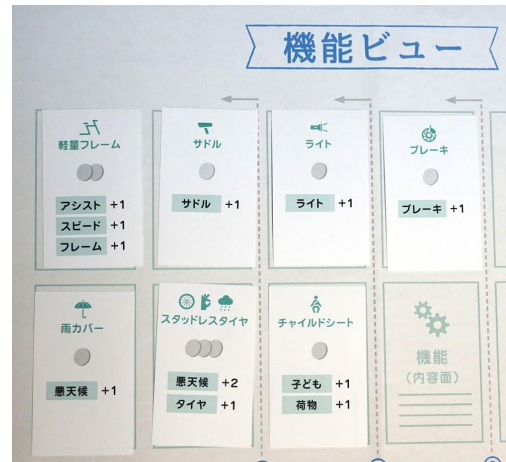 機能ビュー
軽量フレーム
アシスト +1
スピード +1
フレーム +1
サドル
サドル +1
ライト
ライト +1
ブレーキ
ブレーキ +1
雨カバー
悪天候 +1
スタッドレスタイヤ
悪天候 +2
タイヤ +1
チャイルドシート
子ども +1
荷物 +1
機能
(内容面)